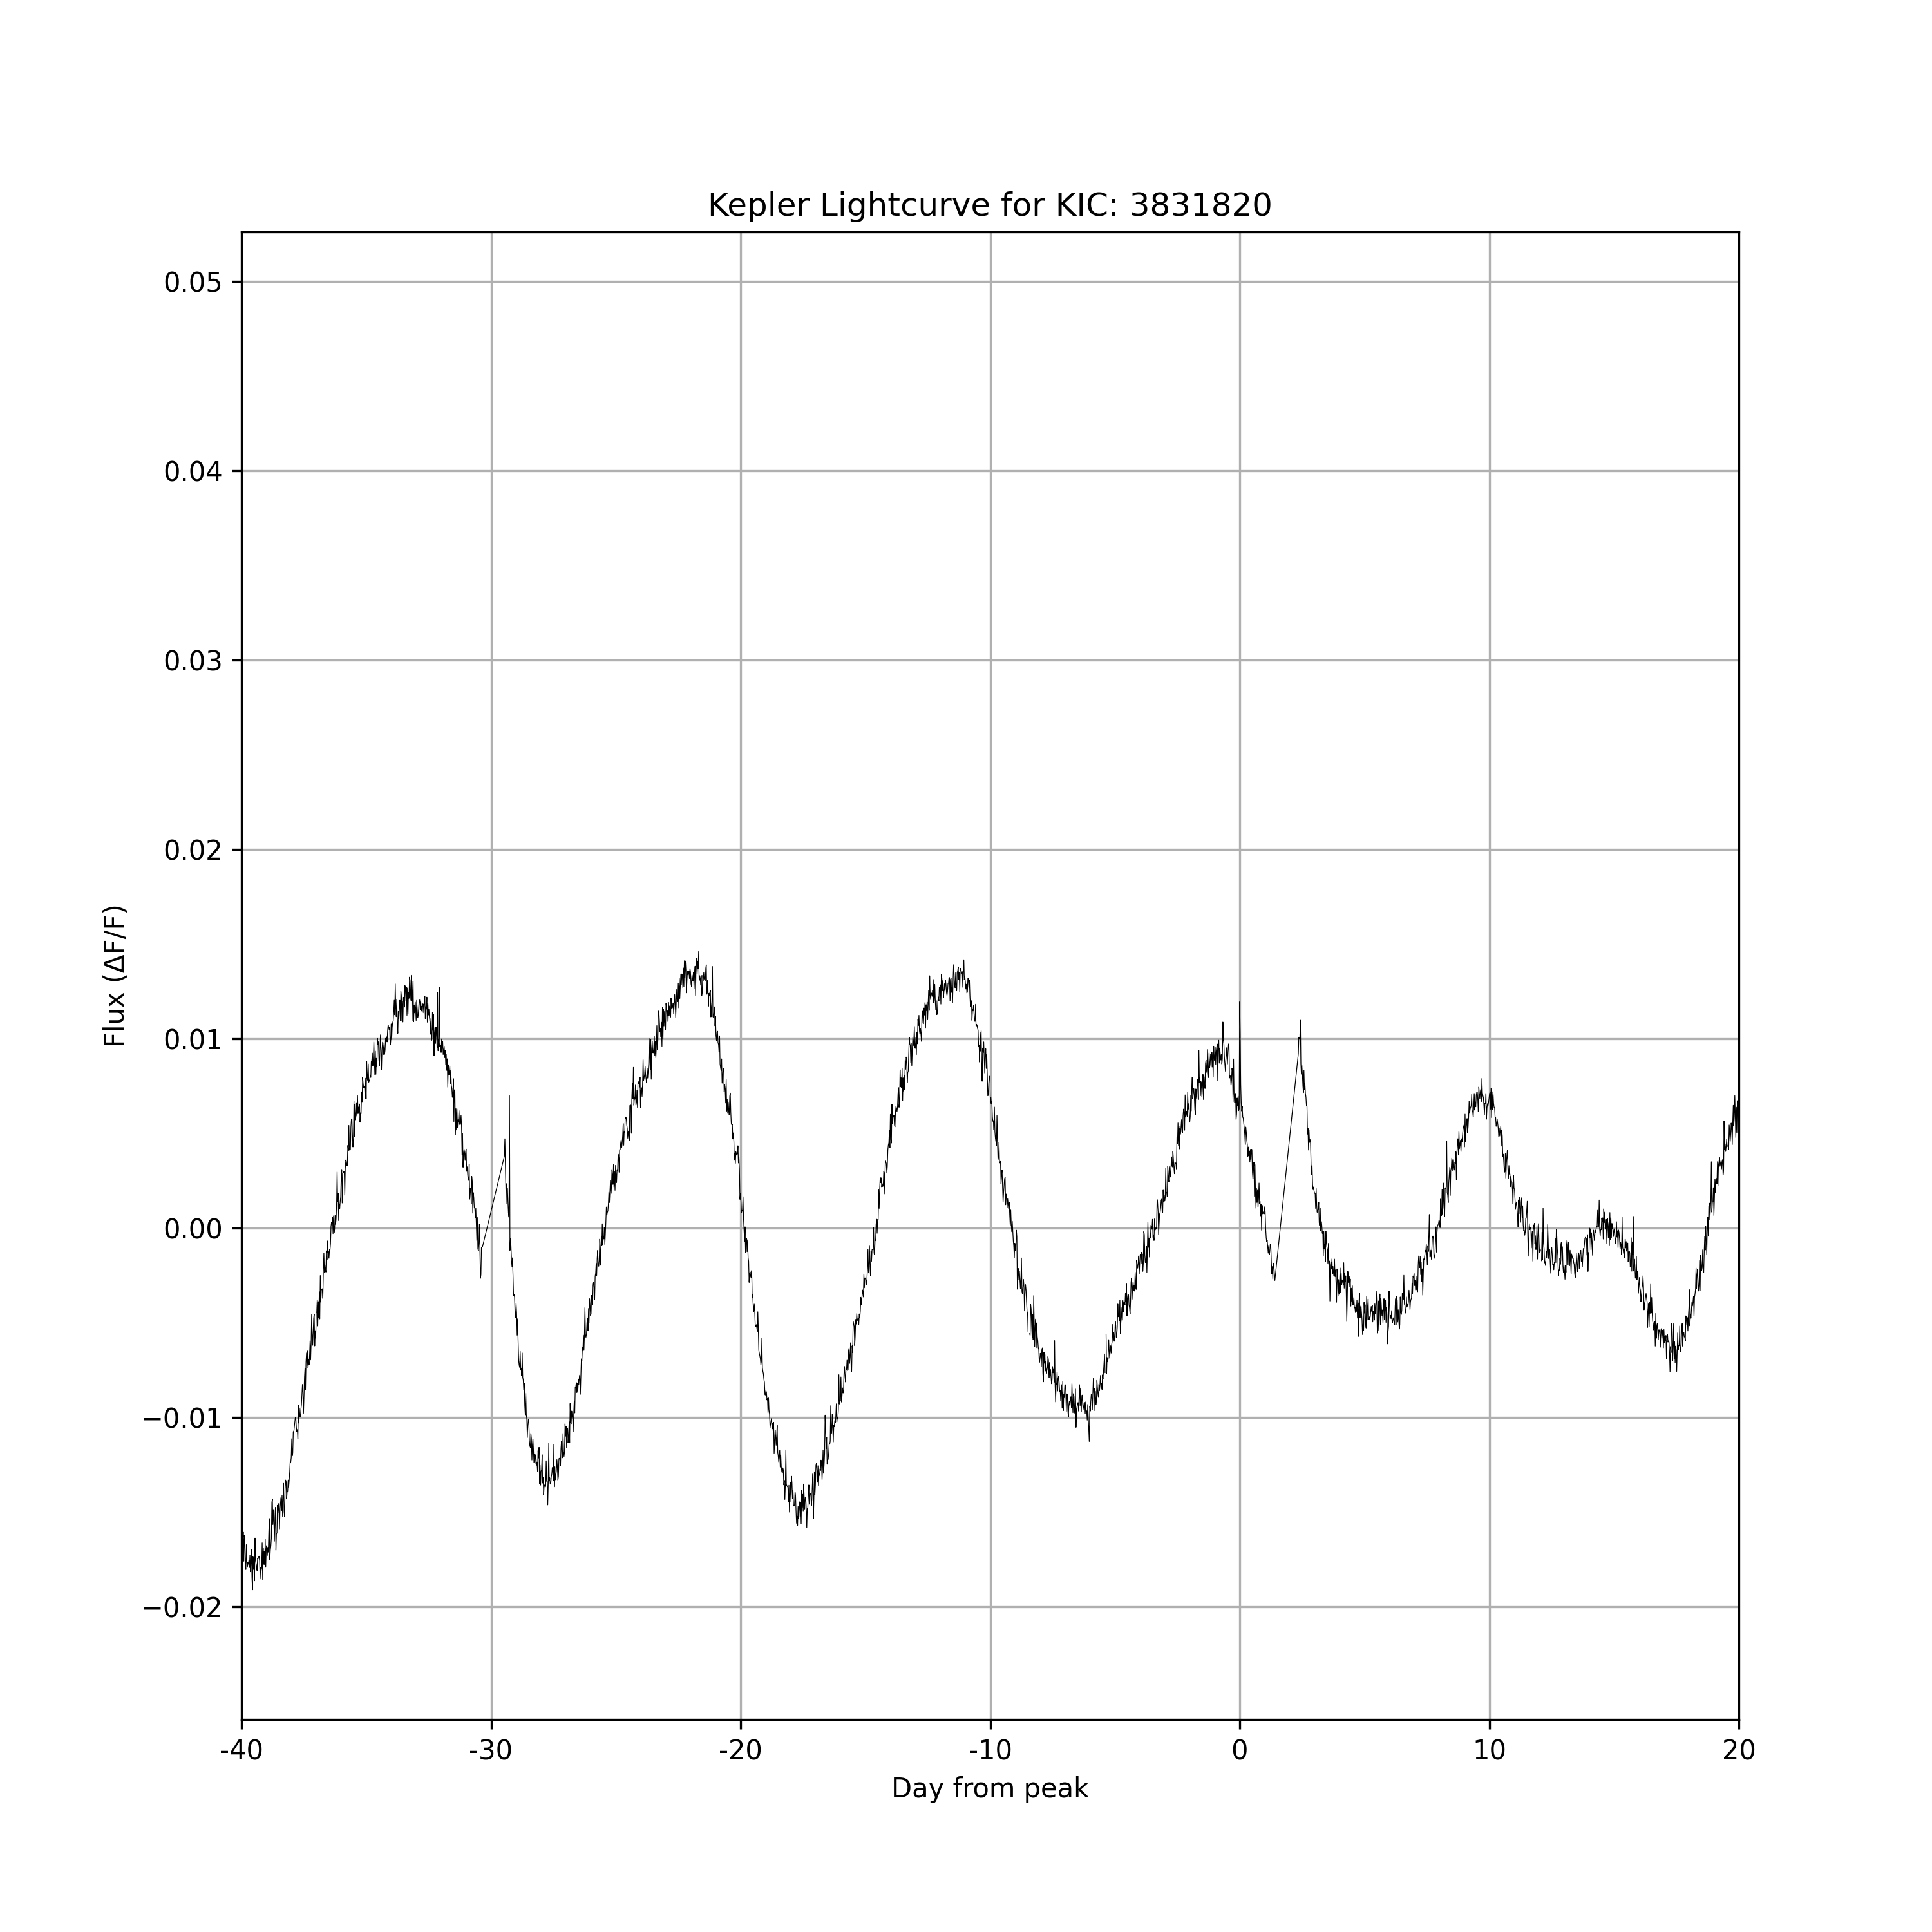 Kepler Lightcurve for KIC: 3831820
0.05
0.04
0.03
0.02
0.01
0.00
−0.01
−0.02
Flux (ΔF/F)
-40 -30 -20 -10 0 10 20
Day from peak